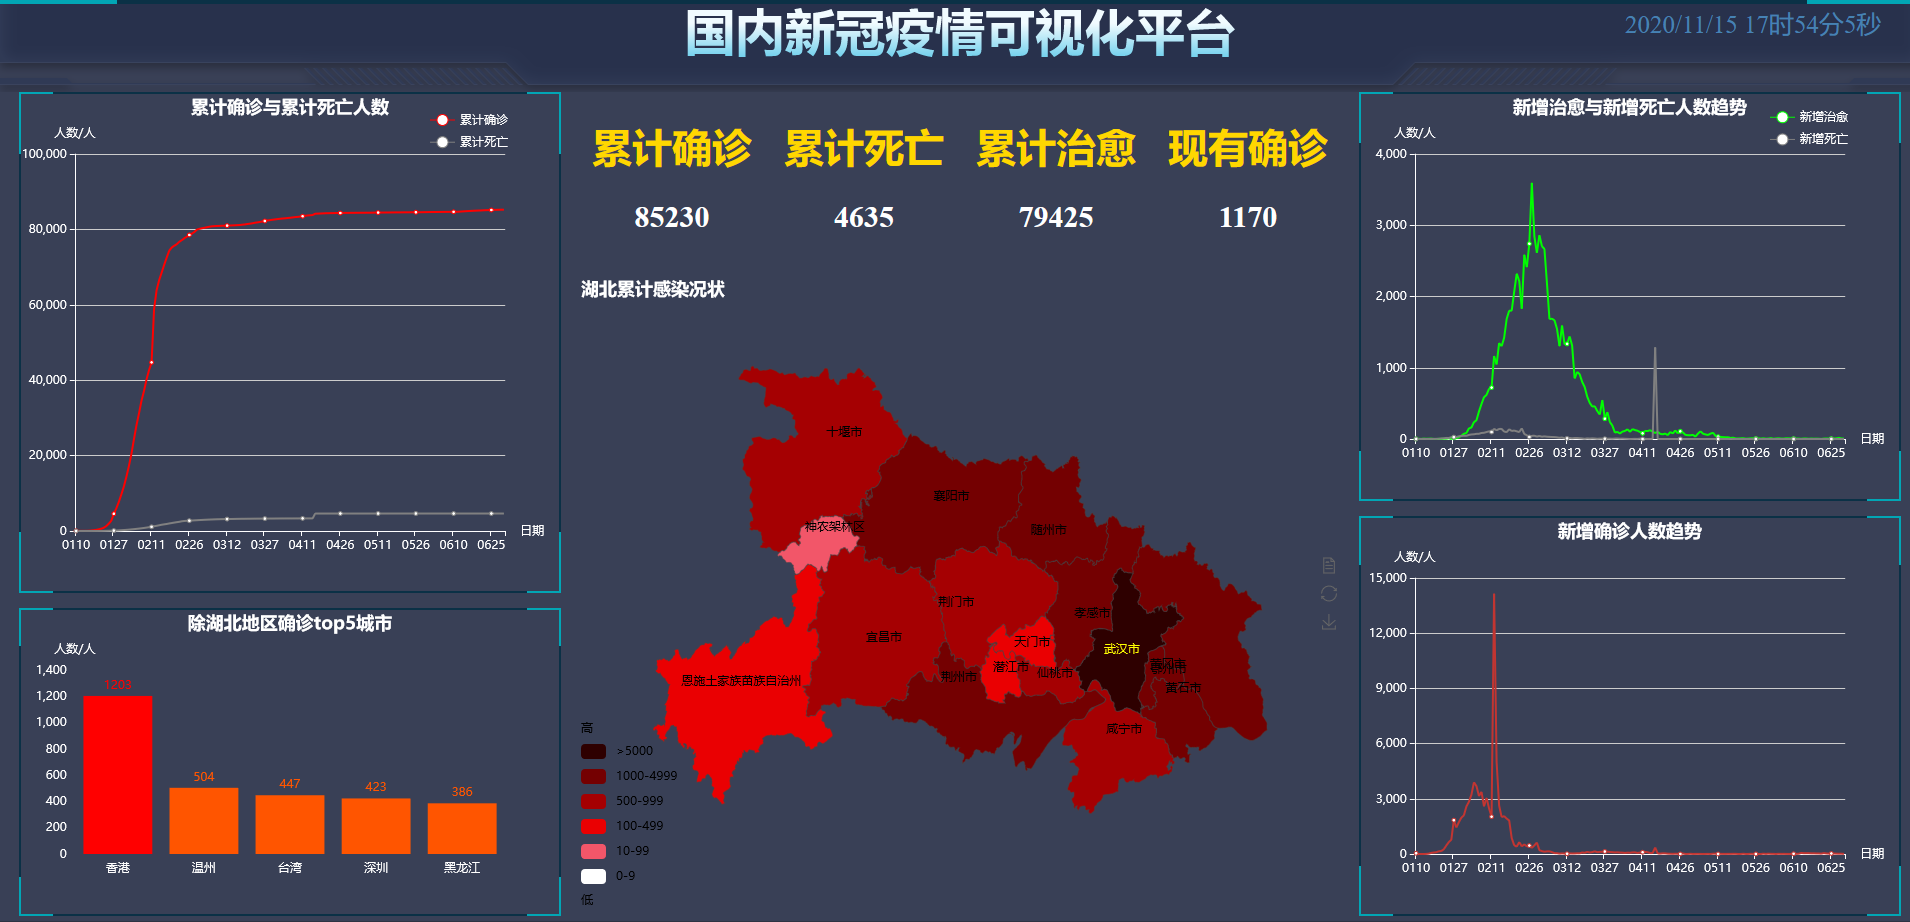 国内新冠疫情可视化平台
2020/11/15 17时54分5秒
累计确诊与累计死亡人数
人数/人
累计确诊
累计死亡
100,000
80,000
60,000
40,000
20,000
0
0110 0127 0211 0226 0312 0327 0411 0426 0511 0526 0610 0625
日期
除湖北地区确诊top5城市
人数/人
1,400
1,200
1,000
800
600
400
200
0
1203
504
447
423
386
香港 温州 台湾 深圳 黑龙江
累计确诊 累计死亡 累计治愈 现有确诊
85230 4635 79425 1170
湖北累计感染况状
十堰市
襄阳市
神农架林区
随州市
荆门市
孝感市
宜昌市
天门市
武汉市
潜江市
仙桃市
荆州市
恩施土家族苗族自治州
黄石市
咸宁市
高
>5000
1000-4999
500-999
100-499
10-99
0-9
低
新增治愈与新增死亡人数趋势
人数/人
新增治愈
新增死亡
4,000
3,000
2,000
1,000
0
0110 0127 0211 0226 0312 0327 0411 0426 0511 0526 0610 0625
日期
新增确诊人数趋势
人数/人
15,000
12,000
9,000
6,000
3,000
0
0110 0127 0211 0226 0312 0327 0411 0426 0511 0526 0610 0625
日期